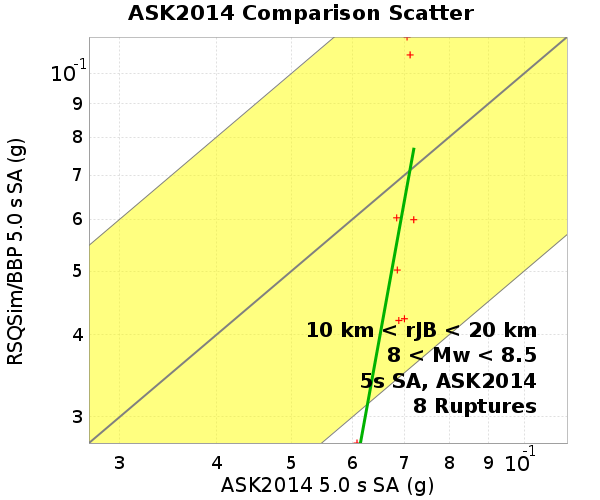 ASK2014 Comparison Scatter
RSQSim/BBP 5.0 s SA (g)
10⁻¹
9
8
7
6
5
4
3
10 km < rJB < 20 km
8 < Mw < 8.5
5s SA, ASK2014
8 Ruptures
3 4 5 6 7 8 9 10⁻¹
ASK2014 5.0 s SA (g)